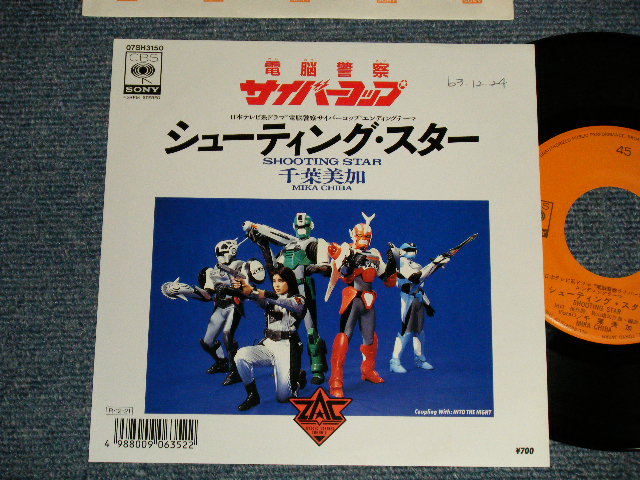 07SH3150
CBS
SONY
電脳警察
サイバーコップ
63.12.24
日本テレビ系ドラマ"電脳警察サイバーコップ"エンディングテーマ
シューティング・スター
SHOOTING STAR
千葉美加
MIKA CHIBA
ZAC
Coupling With: INTO THE NIGHT
4 988009 063522
¥700
45
CBS
シューティング・スター
SHOOTING STAR
MIKA CHIBA